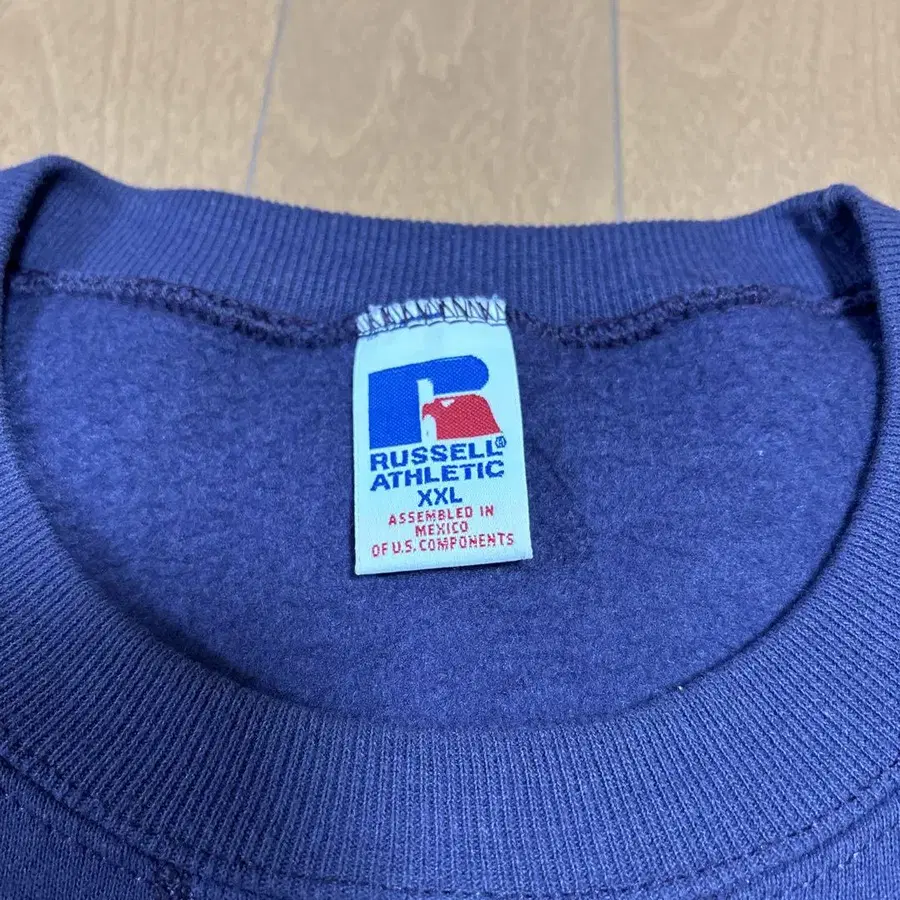 RUSSELL®
ATHLETIC
XXL
ASSEMBLED IN
MEXICO
OF U.S. COMPONENTS